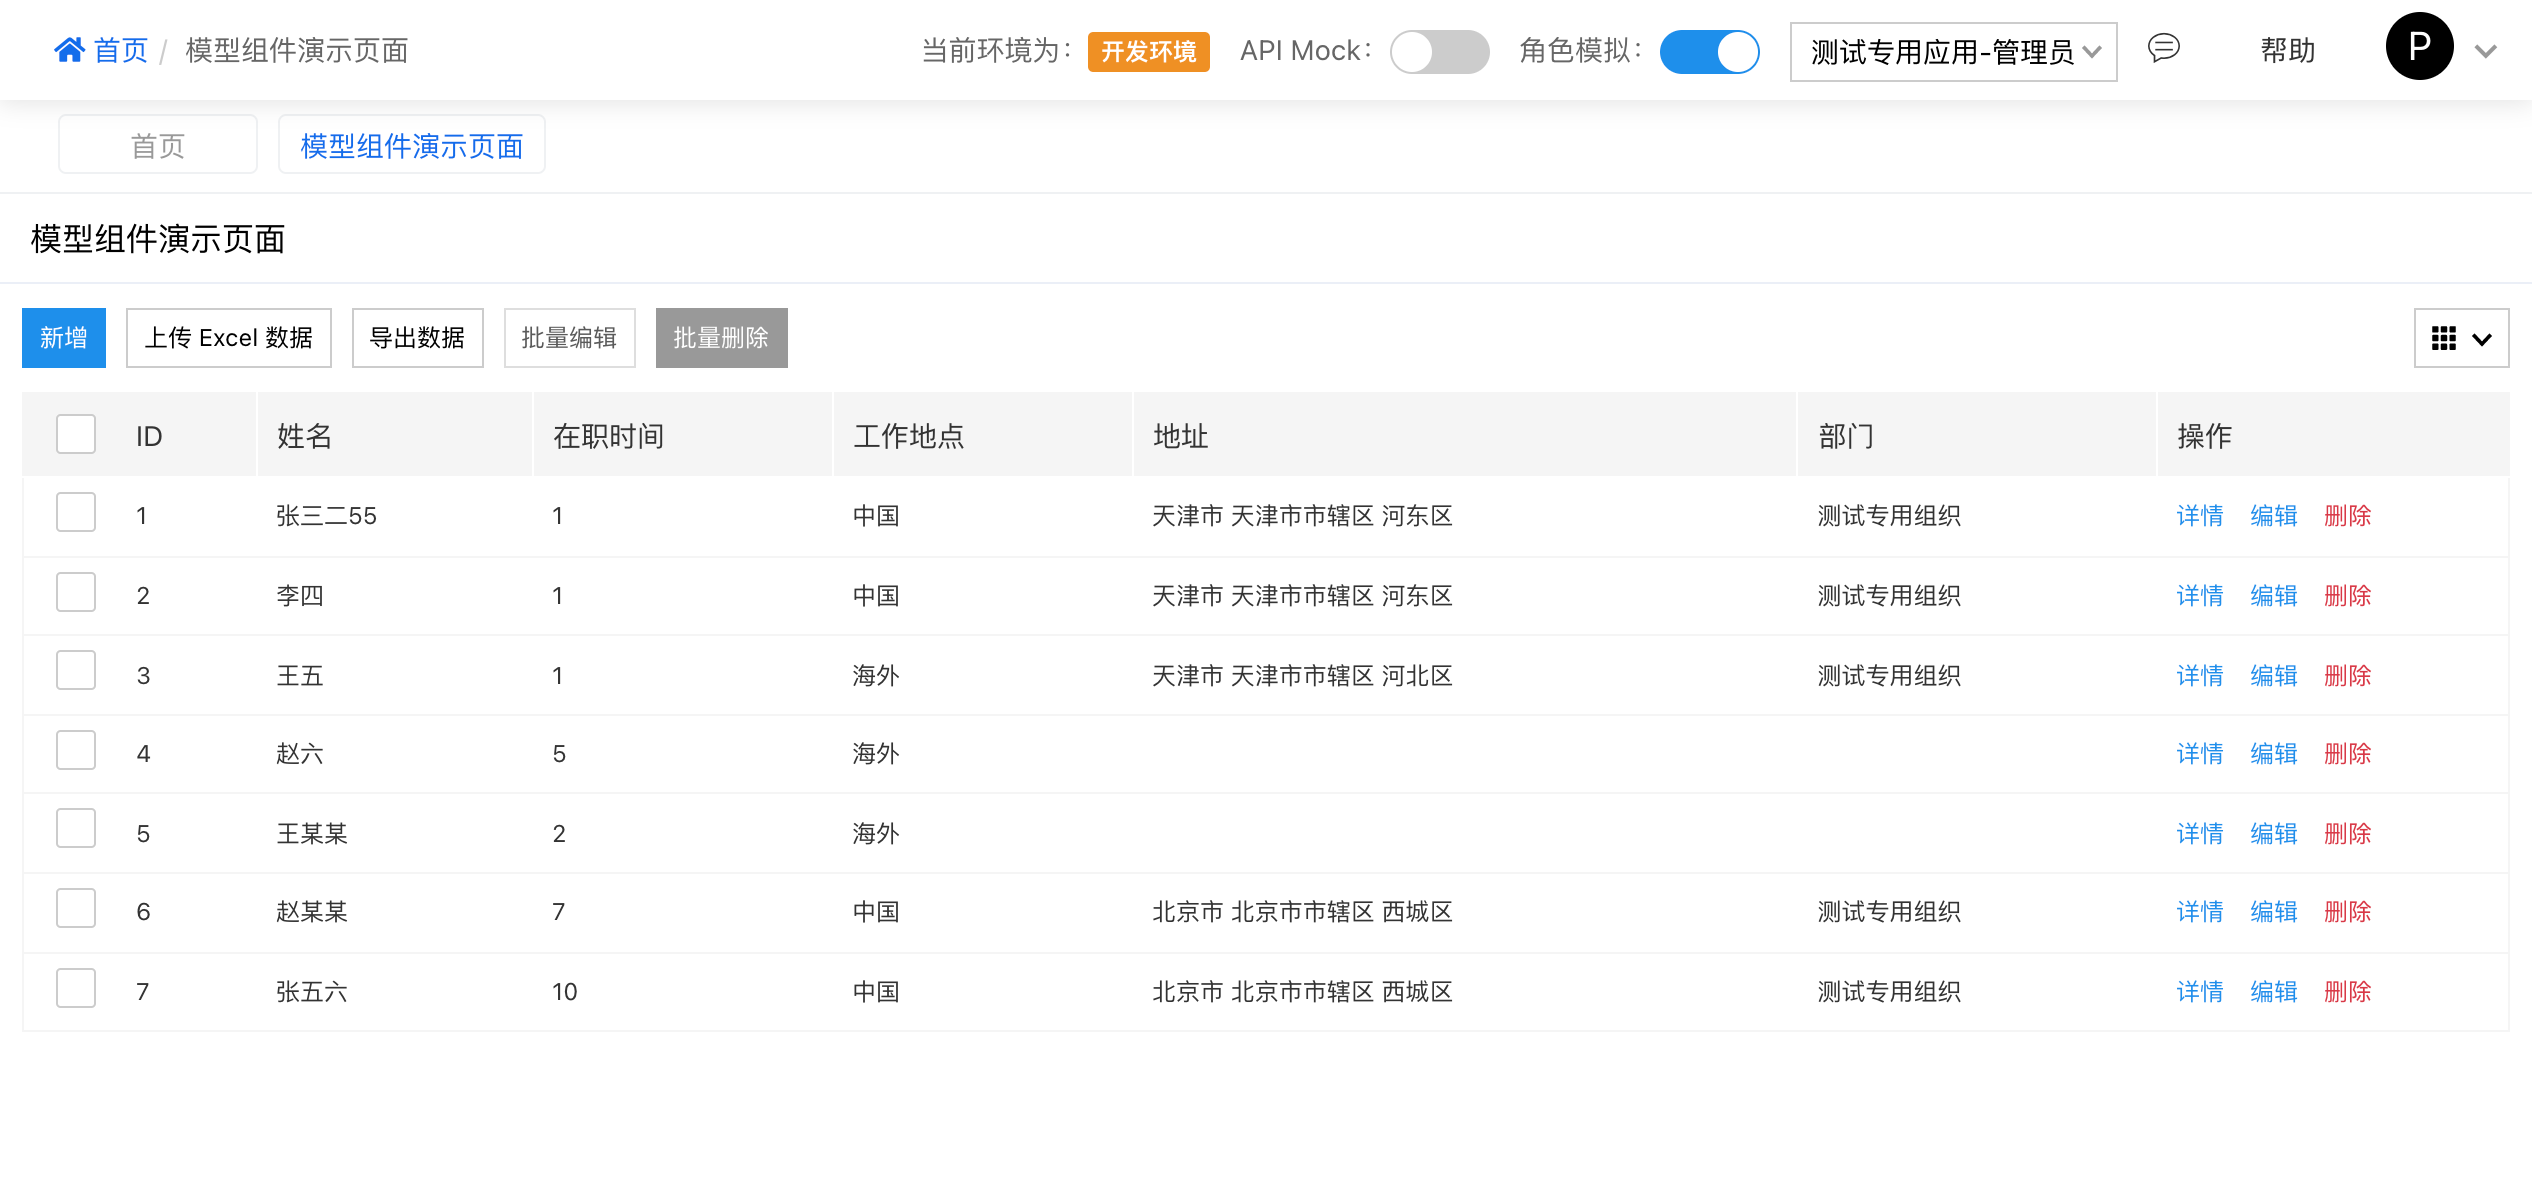 首页 / 模型组件演示页面 当前环境为： 开发环境 API Mock： 角色模拟： 测试专用应用-管理员 帮助 P
首页 模型组件演示页面
模型组件演示页面
新增 上传 Excel 数据 导出数据 批量编辑 批量删除
ID 姓名 在职时间 工作地点 地址 部门 操作
1 张三二55 1 中国 天津市 天津市市辖区 河东区 测试专用组织 详情 编辑 删除
2 李四 1 中国 天津市 天津市市辖区 河东区 测试专用组织 详情 编辑 删除
3 王五 1 海外 天津市 天津市市辖区 河北区 测试专用组织 详情 编辑 删除
4 赵六 5 海外 详情 编辑 删除
5 王某某 2 海外 详情 编辑 删除
6 赵某某 7 中国 北京市 北京市市辖区 西城区 测试专用组织 详情 编辑 删除
7 张五六 10 中国 北京市 北京市市辖区 西城区 测试专用组织 详情 编辑 删除